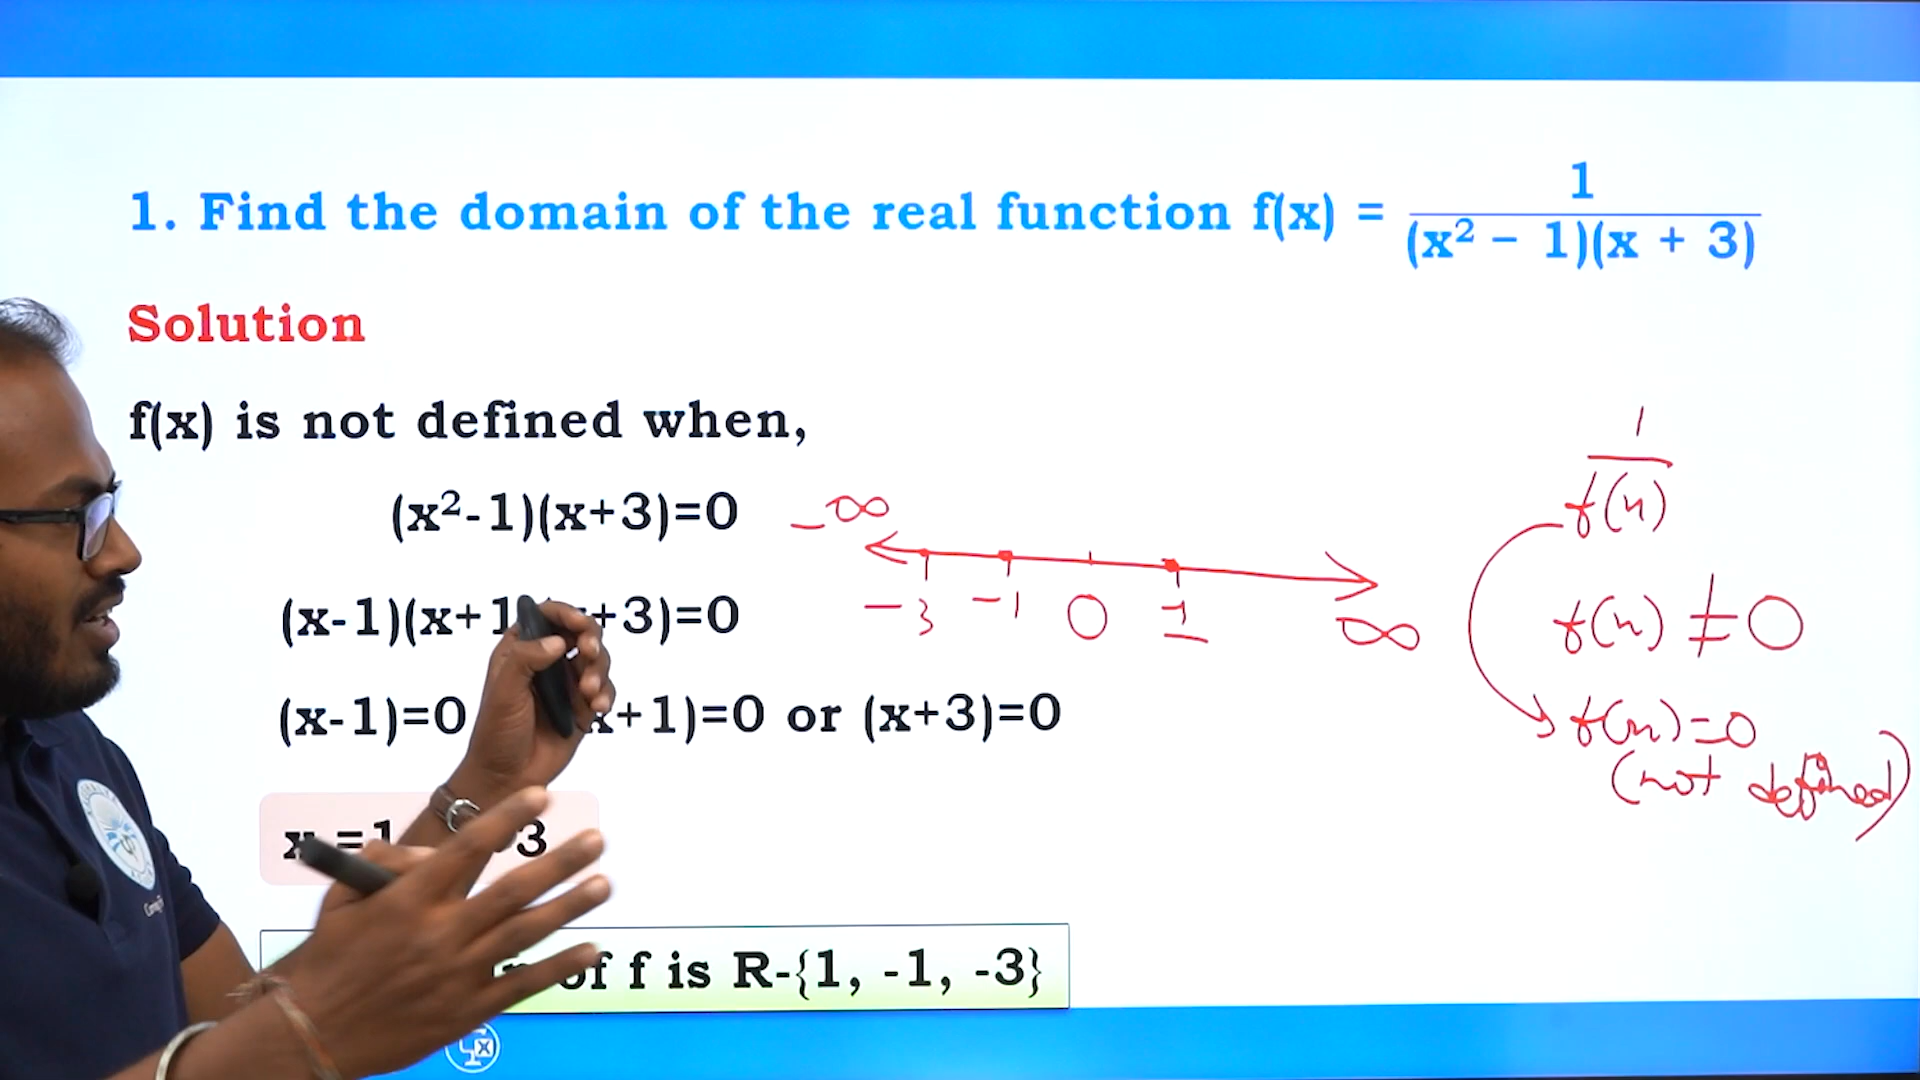 1. Find the domain of the real function f(x) = 1 / (x² − 1)(x + 3)
Solution
f(x) is not defined when,
(x²-1)(x+3)=0
(x-1)(x+1 +3)=0
(x-1)=0 x+1)=0 or (x+3)=0
x =1 3
of f is R-{1, -1, -3}
-∞
-3 -1 0 1 ∞
1
f(x)
f(x) ≠ 0
f(x)=0
(not defined)